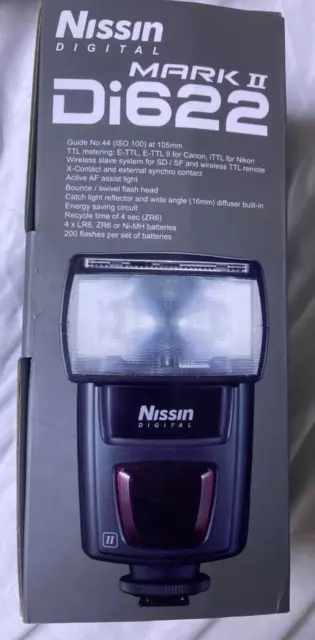 Nissin
DIGITAL
MARK II
Di622
Guide No.44 (ISO 100) at 105mm
TTL metering: E-TTL, E-TTL II for Canon, iTTL for Nikon
Wireless slave system for SD / SF and wireless TTL remote
X-Contact and external synchro contact
Active AF assist light
Bounce / swivel flash head
Catch light reflector and wide angle (16mm) diffuser built-in
Energy saving circuit
Recycle time of 4 sec (ZR6)
4 x LR6, ZR6 or Ni-MH batteries
200 flashes per set of batteries
Nissin
DIGITAL
II